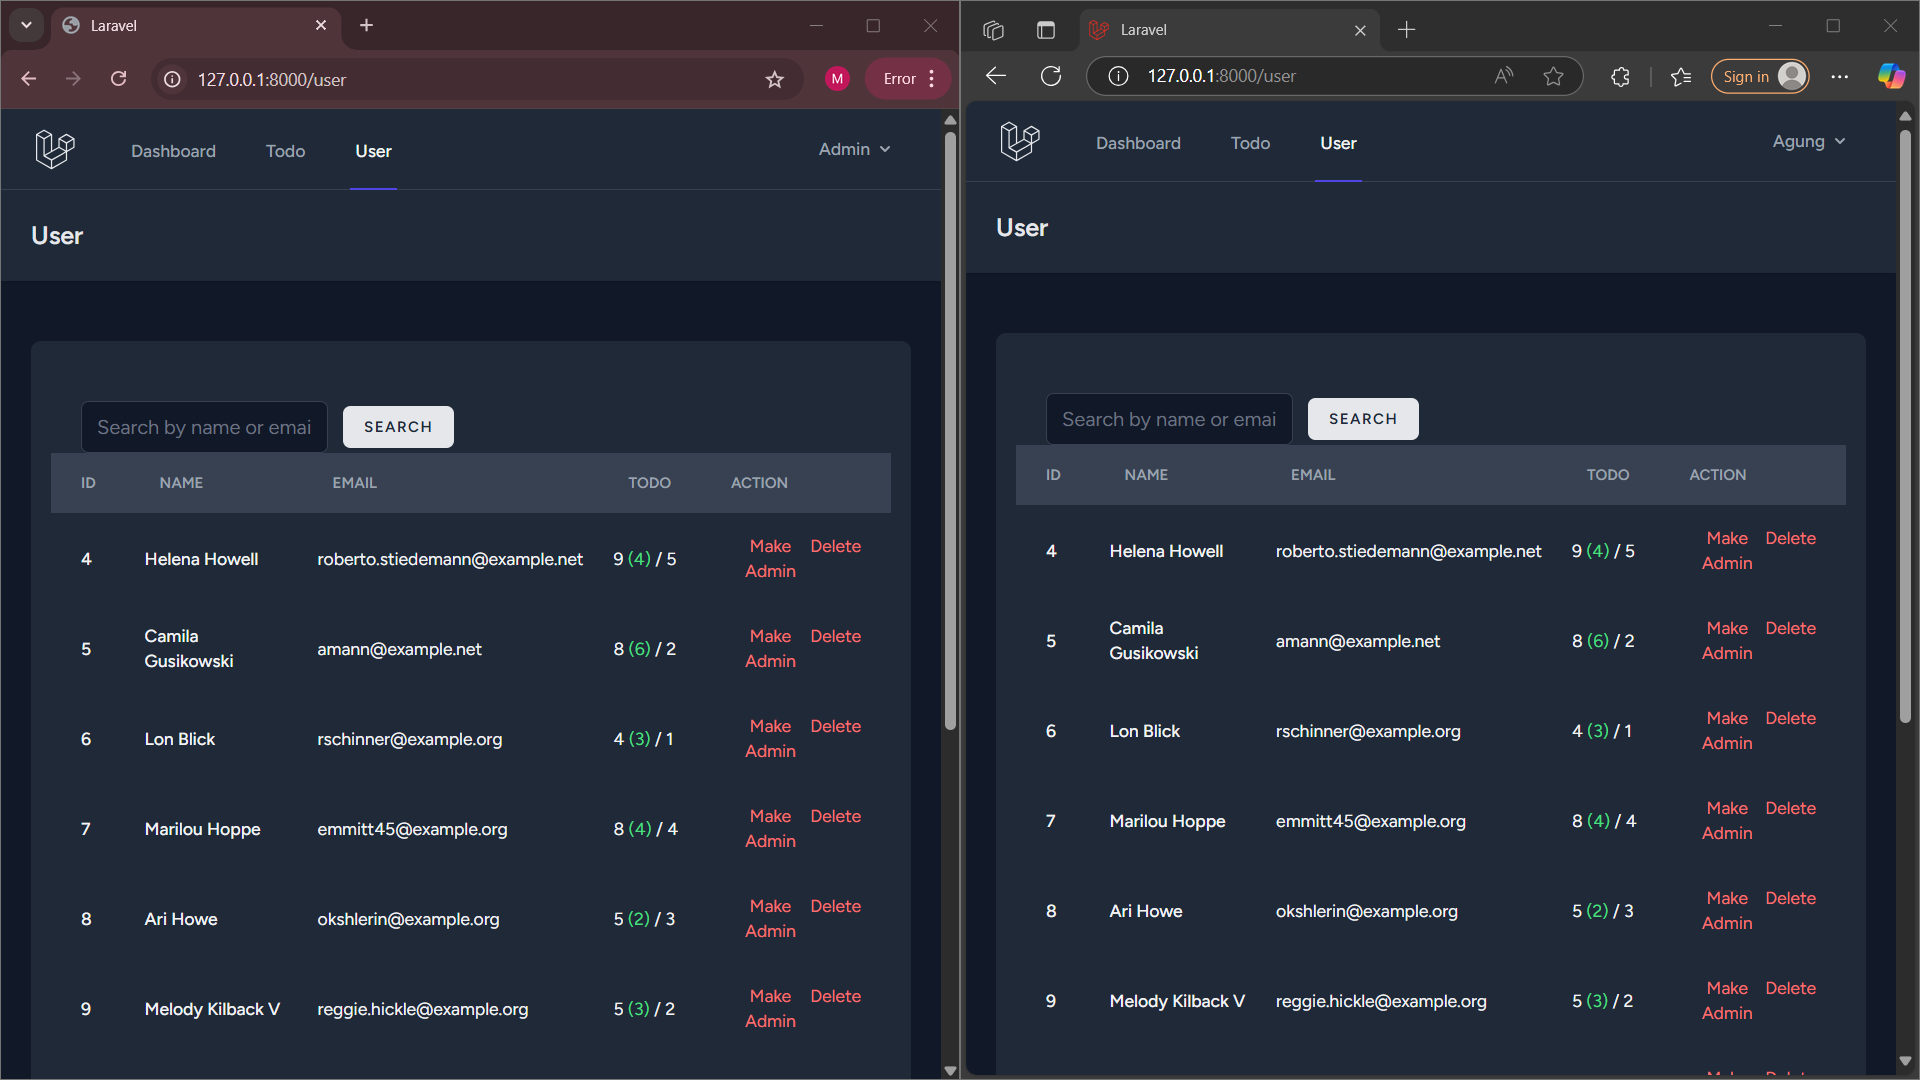 Laravel
127.0.0.1:8000/user
M
Error
Dashboard
Todo
User
Admin
User
Search by name or emai
SEARCH
ID NAME EMAIL TODO ACTION
4 Helena Howell roberto.stiedemann@example.net 9 (4) / 5 Make Admin Delete
5 Camila Gusikowski amann@example.net 8 (6) / 2 Make Admin Delete
6 Lon Blick rschinner@example.org 4 (3) / 1 Make Admin Delete
7 Marilou Hoppe emmitt45@example.org 8 (4) / 4 Make Admin Delete
8 Ari Howe okshlerin@example.org 5 (2) / 3 Make Admin Delete
9 Melody Kilback V reggie.hickle@example.org 5 (3) / 2 Make Admin Delete
Laravel
127.0.0.1:8000/user
Sign in
Dashboard
Todo
User
Agung
User
Search by name or emai
SEARCH
ID NAME EMAIL TODO ACTION
4 Helena Howell roberto.stiedemann@example.net 9 (4) / 5 Make Admin Delete
5 Camila Gusikowski amann@example.net 8 (6) / 2 Make Admin Delete
6 Lon Blick rschinner@example.org 4 (3) / 1 Make Admin Delete
7 Marilou Hoppe emmitt45@example.org 8 (4) / 4 Make Admin Delete
8 Ari Howe okshlerin@example.org 5 (2) / 3 Make Admin Delete
9 Melody Kilback V reggie.hickle@example.org 5 (3) / 2 Make Admin Delete